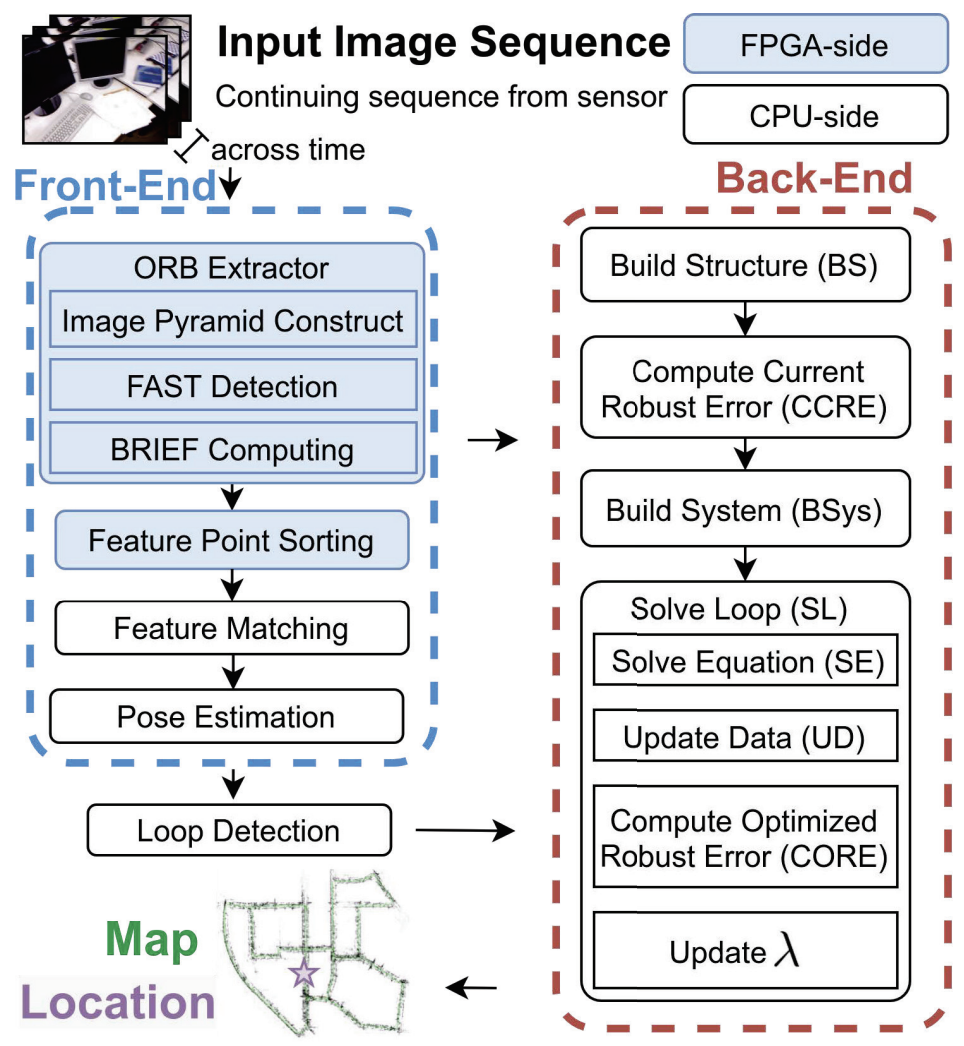 Input Image Sequence
Continuing sequence from sensor
across time
FPGA-side
CPU-side
Front-End
ORB Extractor
Image Pyramid Construct
FAST Detection
BRIEF Computing
Feature Point Sorting
Feature Matching
Pose Estimation
Loop Detection
Back-End
Build Structure (BS)
Compute Current
Robust Error (CCRE)
Build System (BSys)
Solve Loop (SL)
Solve Equation (SE)
Update Data (UD)
Compute Optimized
Robust Error (CORE)
Update λ
Map
Location